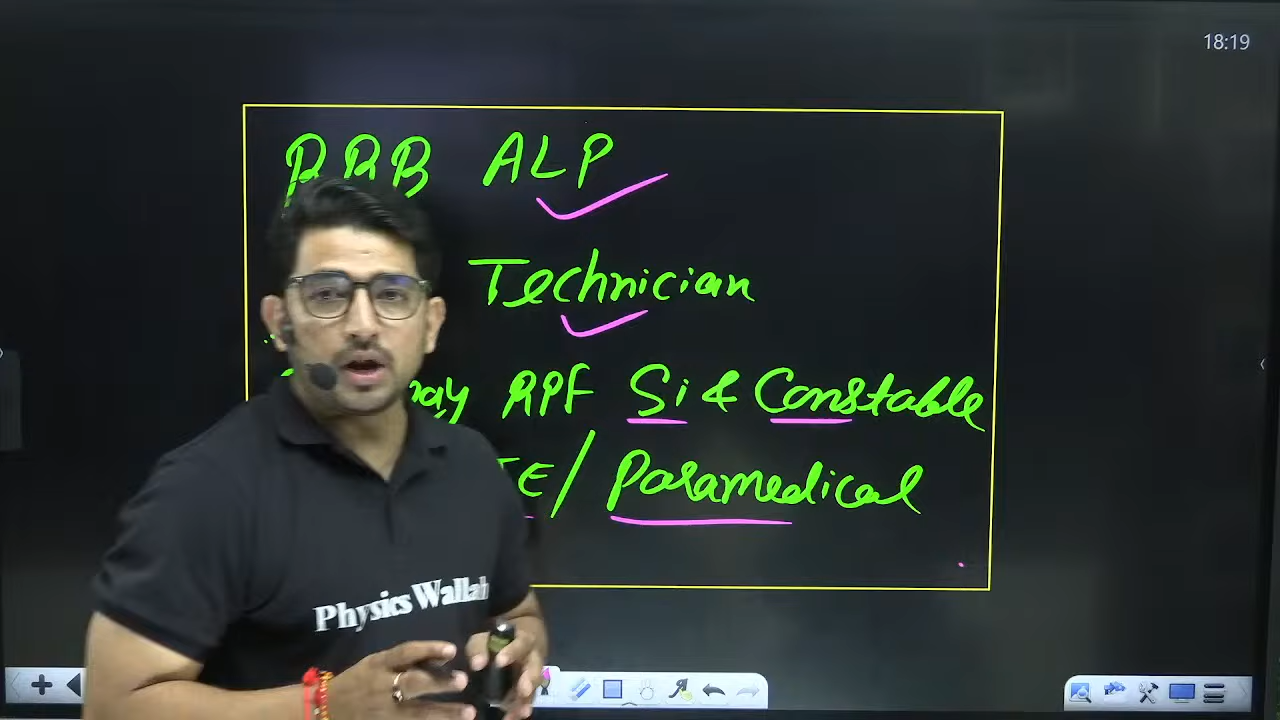 18:19
RRB ALP
Technician
RPF Si & Constable
Paramedical
Physics Wallah